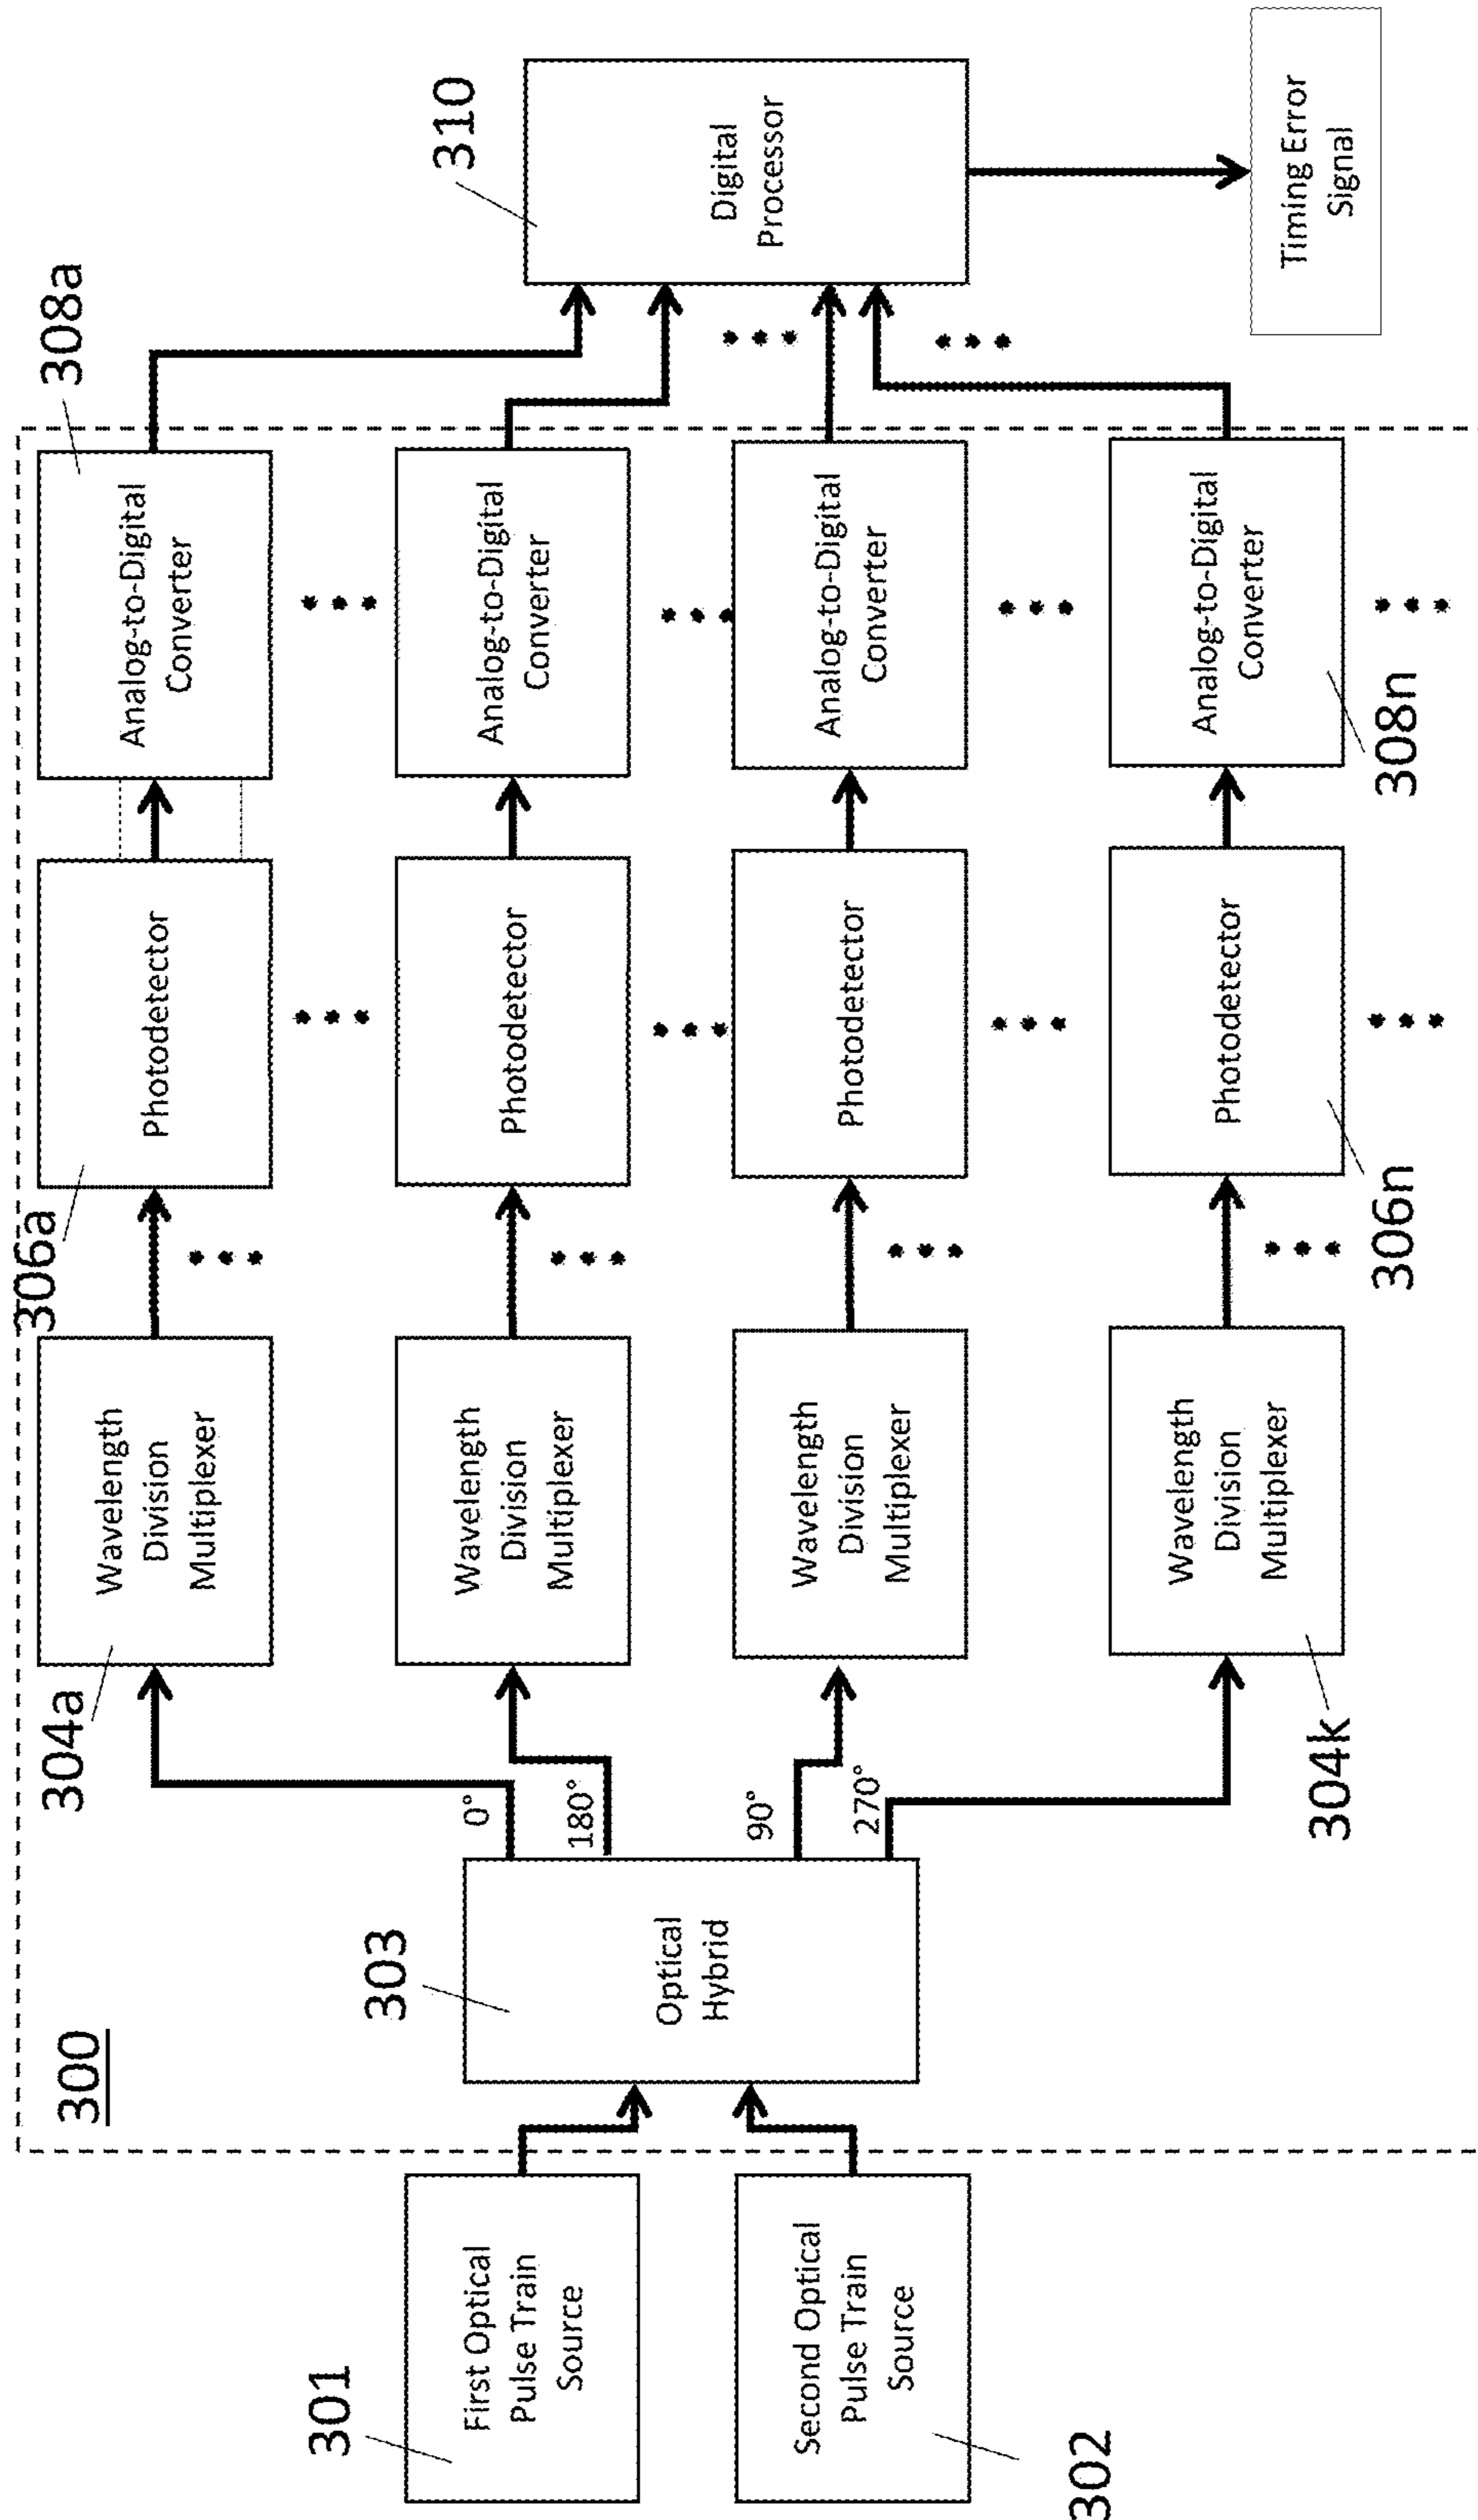 300
301
First Optical
Pulse Train
Source
302
Second Optical
Pulse Train
Source
303
Optical
Hybrid
0°
180°
90°
270°
304a
Wavelength
Division
Multiplexer
306a
Photodetector
308a
Analog-to-Digital
Converter
Wavelength
Division
Multiplexer
Photodetector
Analog-to-Digital
Converter
Wavelength
Division
Multiplexer
Photodetector
Analog-to-Digital
Converter
304k
Wavelength
Division
Multiplexer
306n
Photodetector
308n
Analog-to-Digital
Converter
310
Digital
Processor
Timing Error
Signal